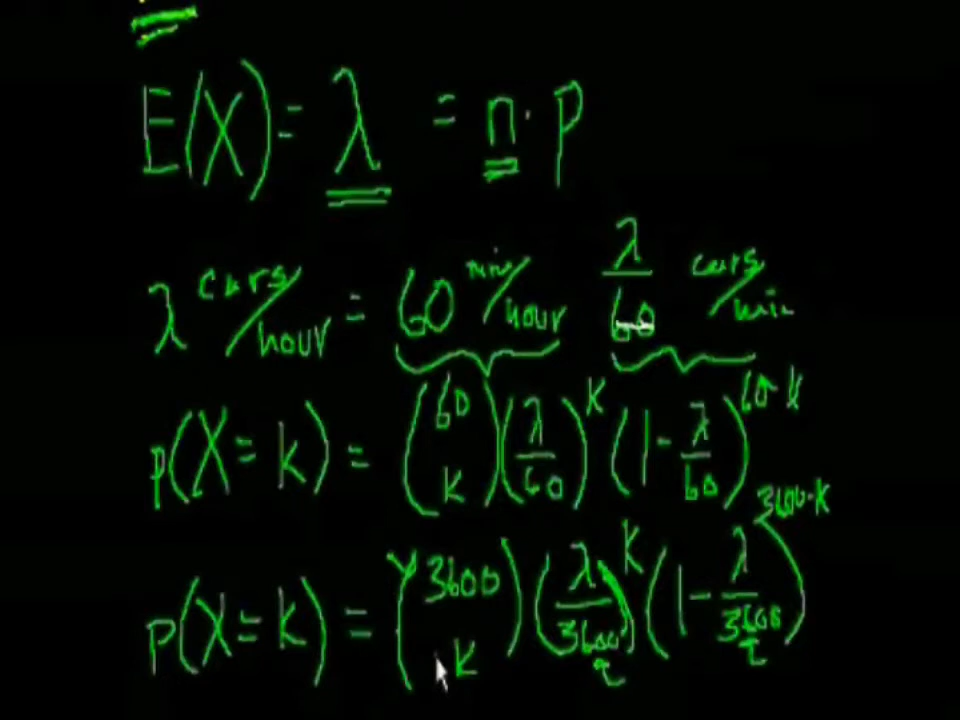 E(X) = λ = n · p
λ cars/hour = 60 min/hour λ/60 cars/min
p(X = k) = (60 k) (λ/60)^k (1 - λ/60)^60-k
p(X = k) = (3600 k) (λ/3600)^k (1 - λ/3600)^3600-k